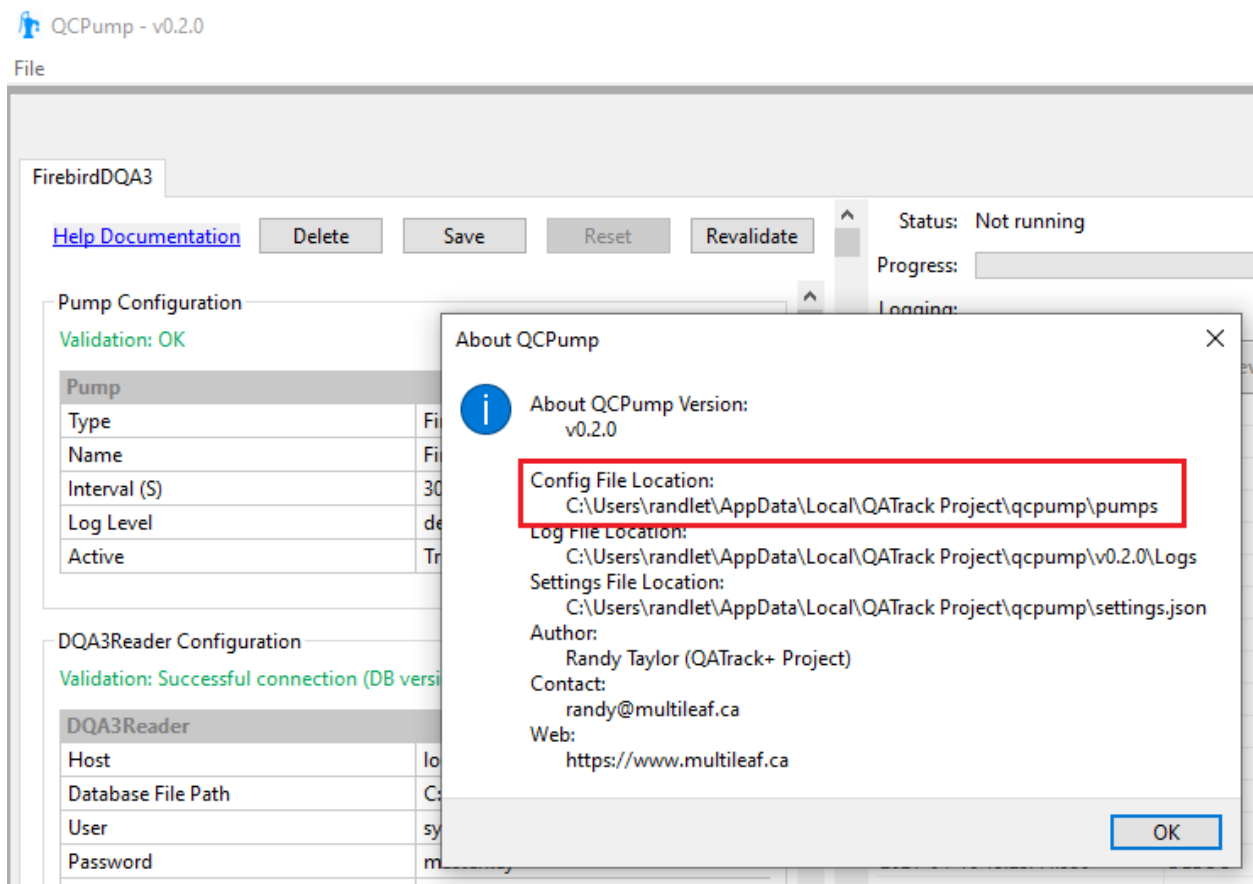 QCPump - v0.2.0
File
FirebirdDQA3
Help Documentation Delete Save Reset Revalidate
Status: Not running
Progress:
Logging:
Pump Configuration
Validation: OK
Pump
Type
Name
Interval (S) 30
Log Level
Active
DQA3Reader Configuration
Validation: Successful connection (DB
DQA3Reader
Host
Database File Path C:
User
Password
About QCPump
About QCPump Version:
v0.2.0
Config File Location:
C:\Users\randlet\AppData\Local\QATrack Project\qcpump\pumps
Log File Location:
C:\Users\randlet\AppData\Local\QATrack Project\qcpump\v0.2.0\Logs
Settings File Location:
C:\Users\randlet\AppData\Local\QATrack Project\qcpump\settings.json
Author:
Randy Taylor (QATrack+ Project)
Contact:
randy@multileaf.ca
Web:
https://www.multileaf.ca
OK